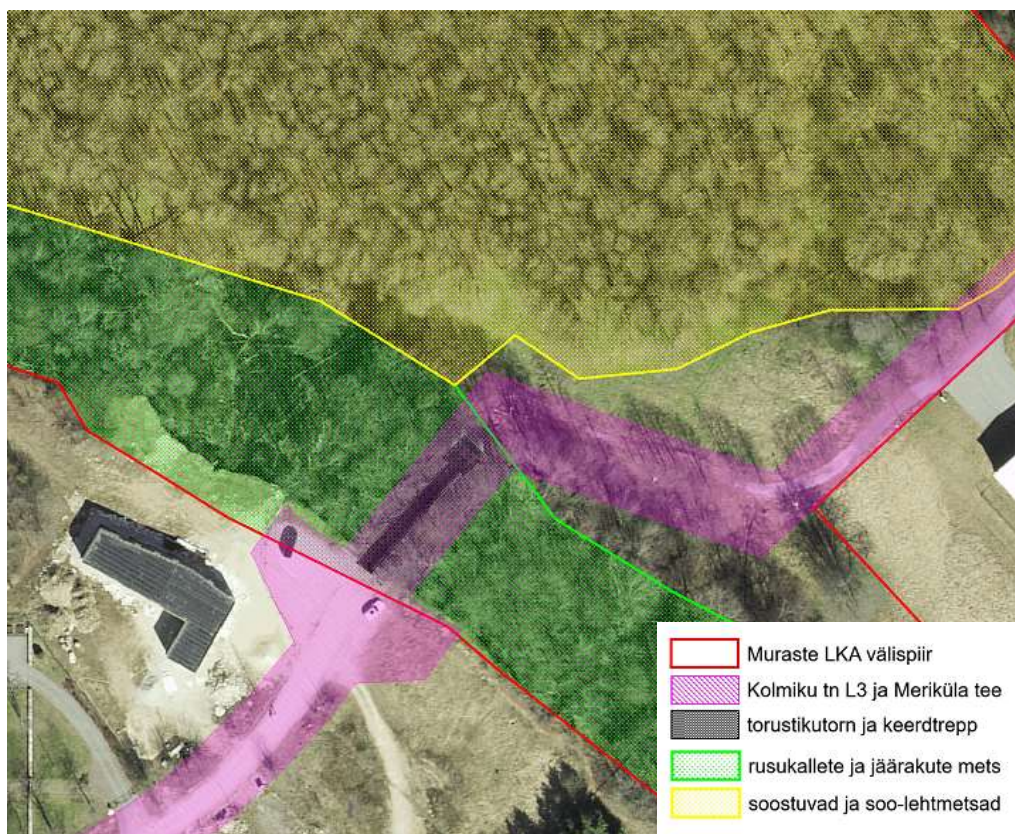 Muraste LKA välispiir
Kolmiku tn L3 ja Meriküla tee
torustikutorn ja keerdtrepp
rusukallete ja jäärakute mets
soostuvad ja soo-lehtmetsad